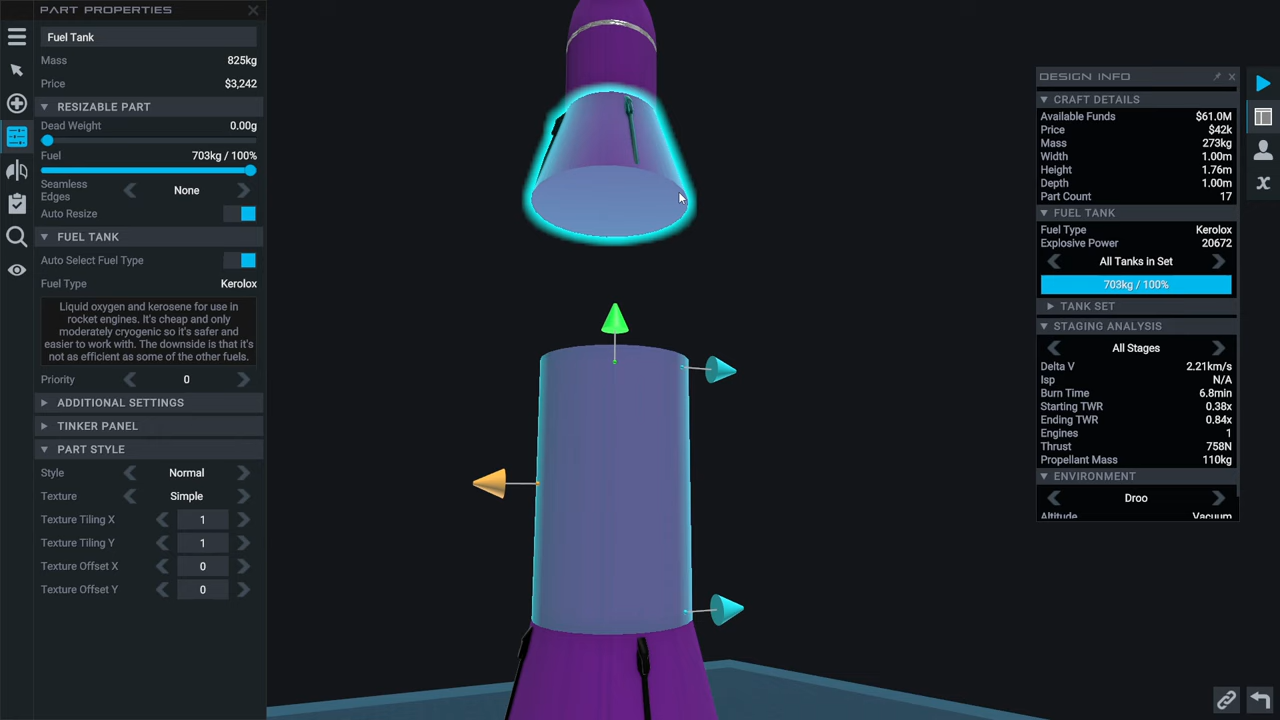 PART PROPERTIES
Fuel Tank
Mass 825kg
Price $3,242
RESIZABLE PART
Dead Weight 0.00g
Fuel 703kg / 100%
Seamless Edges None
Auto Resize
FUEL TANK
Auto Select Fuel Type
Fuel Type Kerolox
Liquid oxygen and kerosene for use in
rocket engines. It's cheap and only
moderately cryogenic so it's safer and
easier to work with. The downside is that it's
not as efficient as some of the other fuels.
Priority 0
ADDITIONAL SETTINGS
TINKER PANEL
PART STYLE
Style Normal
Texture Simple
Texture Tiling X 1
Texture Tiling Y 1
Texture Offset X 0
Texture Offset Y 0
DESIGN INFO
CRAFT DETAILS
Available Funds $61.0M
Price $42k
Mass 273kg
Width 1.00m
Height 1.76m
Depth 1.00m
Part Count 17
FUEL TANK
Fuel Type Kerolox
Explosive Power 20672
All Tanks in Set
703kg / 100%
TANK SET
STAGING ANALYSIS
All Stages
Delta V 2.21km/s
Isp N/A
Burn Time 6.8min
Starting TWR 0.38x
Ending TWR 0.84x
Engines 1
Thrust 758N
Propellant Mass 110kg
ENVIRONMENT
Droo
Altitude Vacuum
x